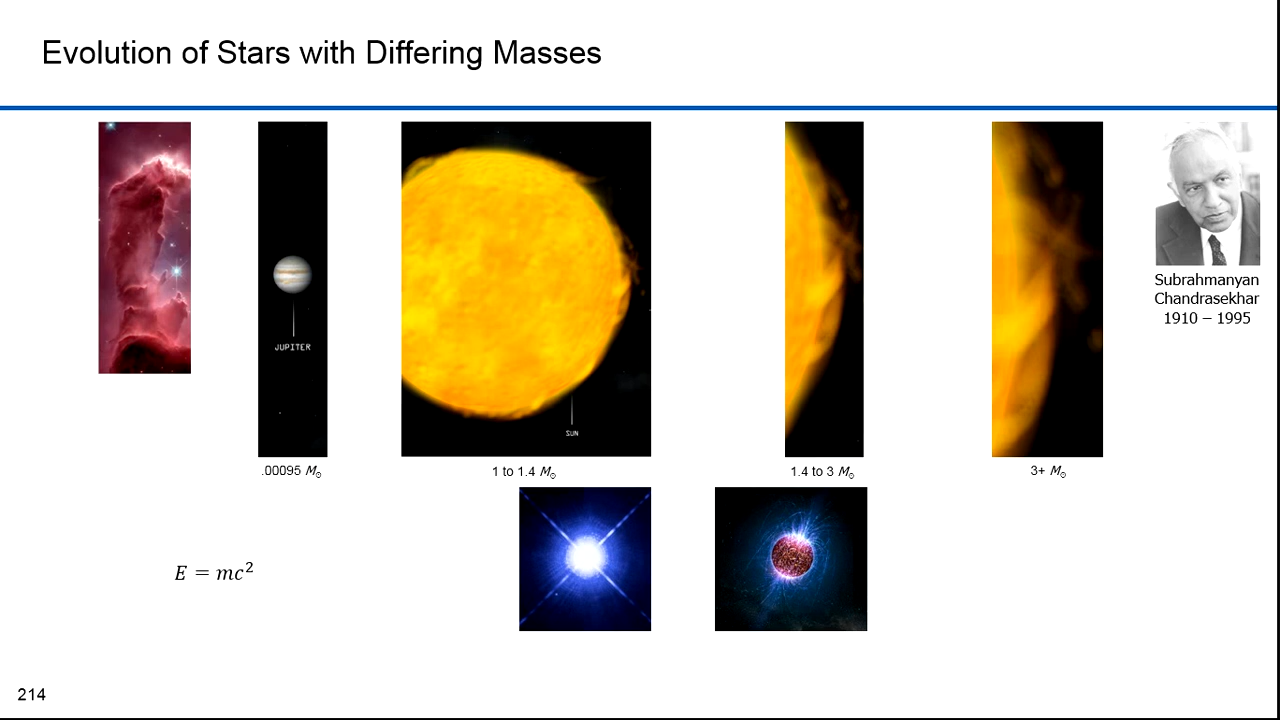 Evolution of Stars with Differing Masses
JUPITER
SUN
Subrahmanyan
Chandrasekhar
1910 – 1995
.00095 M☉
1 to 1.4 M☉
1.4 to 3 M☉
3+ M☉
E = mc²
214